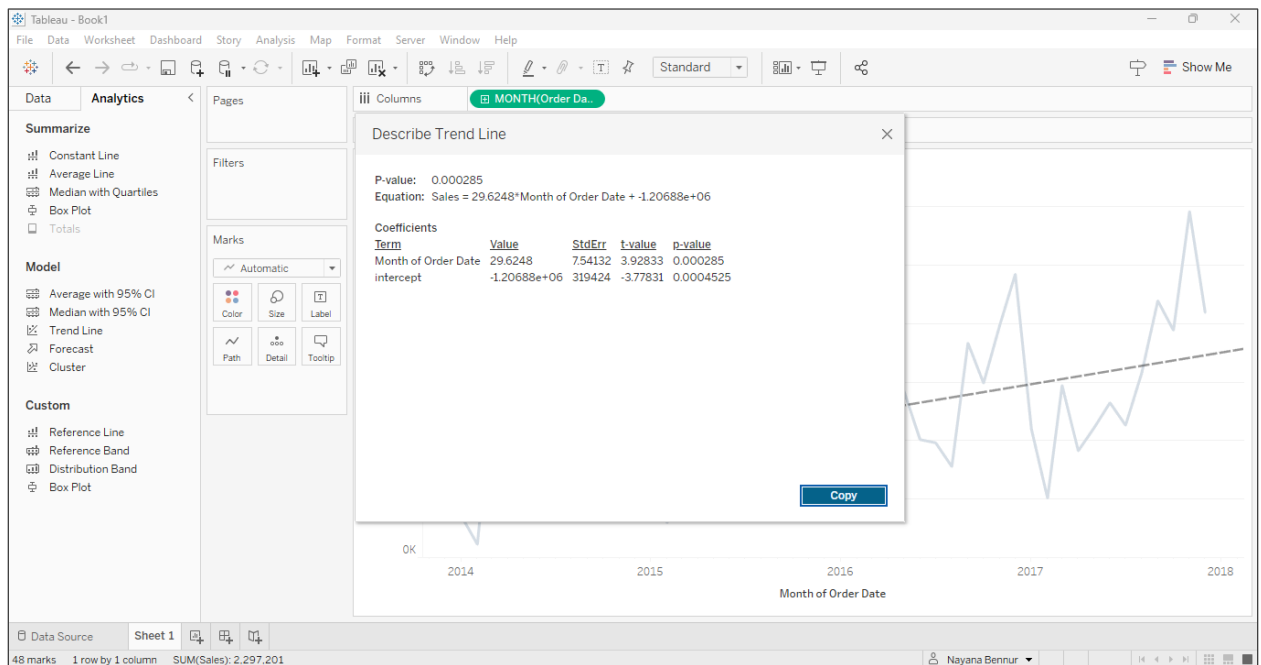 Tableau - Book1
File Data Worksheet Dashboard Story Analysis Map Format Server Window Help
Standard
Show Me
Data Analytics
Pages
Columns
MONTH(Order Da..
Summarize
Constant Line
Average Line
Median with Quartiles
Box Plot
Totals
Model
Average with 95% CI
Median with 95% CI
Trend Line
Forecast
Cluster
Custom
Reference Line
Reference Band
Distribution Band
Box Plot
Filters
Marks
Automatic
Color Size Label
Path Detail Tooltip
Describe Trend Line
P-value: 0.000285
Equation: Sales = 29.6248*Month of Order Date + -1.20688e+06
Coefficients
Term Value StdErr t-value p-value
Month of Order Date 29.6248 7.54132 3.92833 0.000285
intercept -1.20688e+06 319424 -3.77831 0.0004525
Copy
0K
2014 2015 2016 2017 2018
Month of Order Date
Data Source Sheet 1
48 marks 1 row by 1 column SUM(Sales): 2,297,201
Nayana Bennur